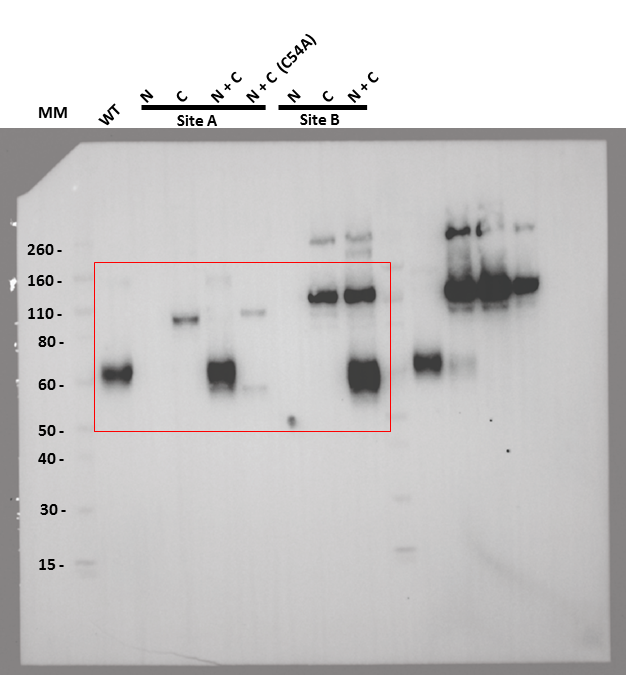 MM
WT
N
C
N + C
N + C (C54A)
N
C
N + C
Site A
Site B
260 -
160 -
110 -
80 -
60 -
50 -
40 -
30 -
15 -